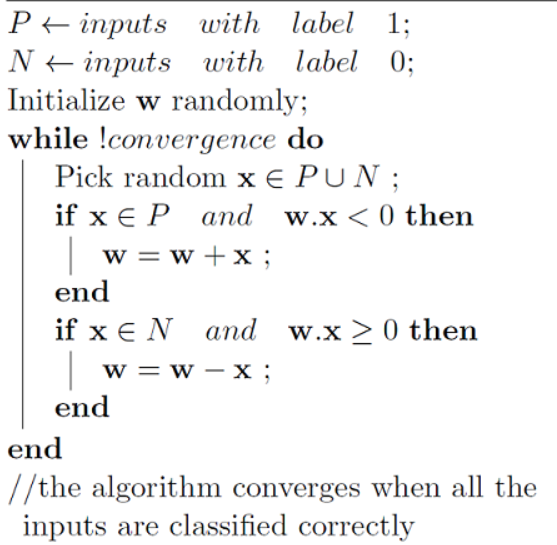 P ← inputs with label 1;
N ← inputs with label 0;
Initialize w randomly;
while !convergence do
Pick random x ∈ P ∪ N ;
if x ∈ P and w.x < 0 then
w = w + x ;
end
if x ∈ N and w.x ≥ 0 then
w = w − x ;
end
end
//the algorithm converges when all the
inputs are classified correctly